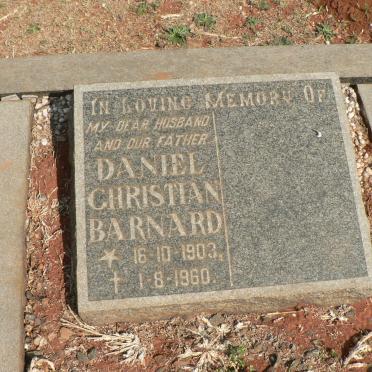 IN LOVING MEMORY OF
MY DEAR HUSBAND
AND OUR FATHER
DANIEL
CHRISTIAN
BARNARD
★ 16-10-1903,
† 1-8-1960.